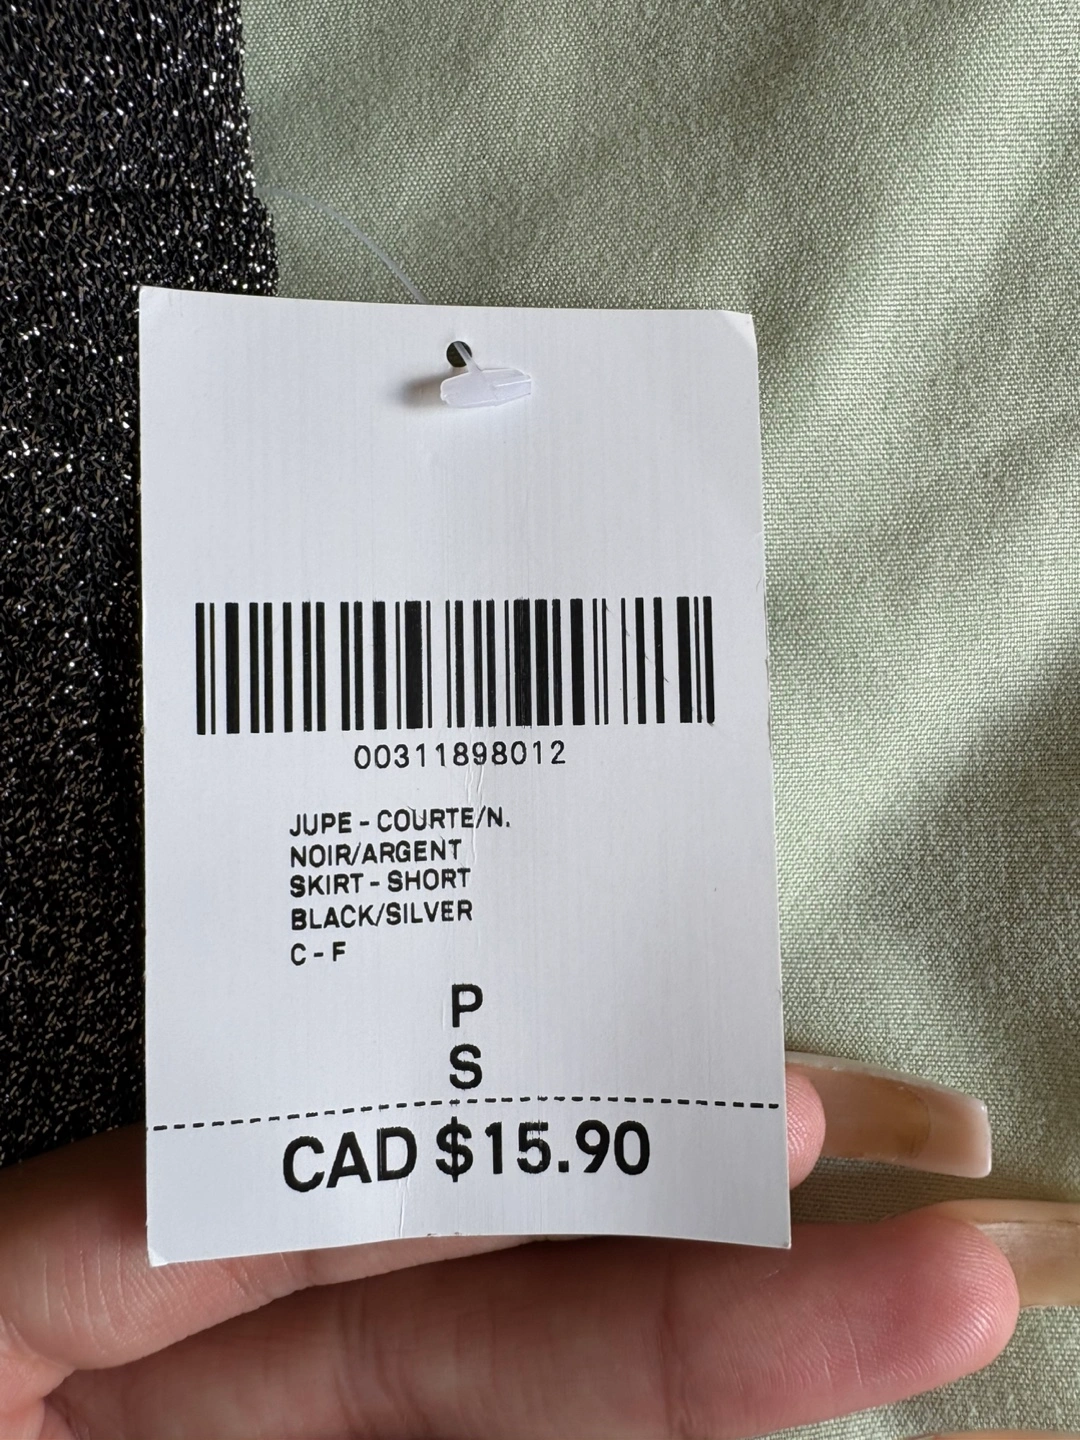 00311898012
JUPE - COURTE/N.
NOIR/ARGENT
SKIRT - SHORT
BLACK/SILVER
C - F
P
S
CAD $15.90